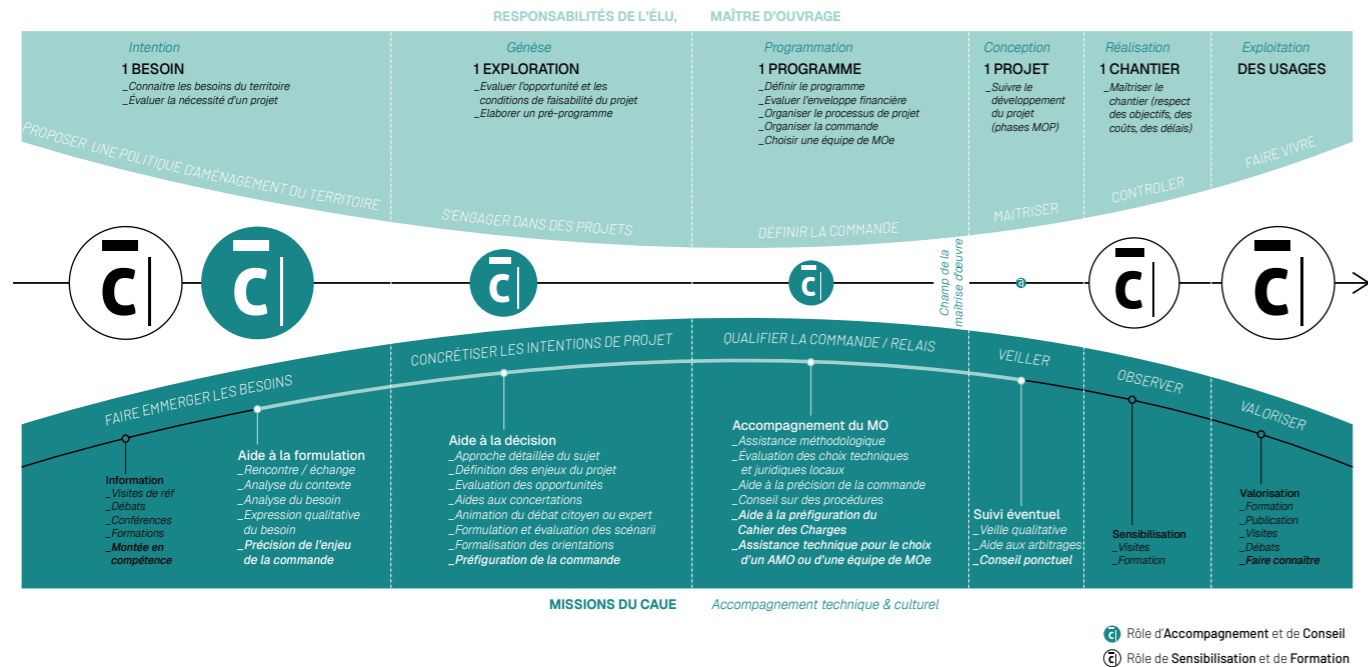 RESPONSABILITÉS DE L'ÉLU, MAÎTRE D'OUVRAGE
Intention
1 BESOIN
_Connaitre les besoins du territoire
_Évaluer la nécessité d'un projet
Génèse
1 EXPLORATION
_Evaluer l'opportunité et les
conditions de faisabilité du projet
_Elaborer un pré-programme
Programmation
1 PROGRAMME
_Définir le programme
_Evaluer l'enveloppe financière
_Organiser le processus de projet
_Organiser la commande
_Choisir une équipe de MOe
Conception
1 PROJET
_Suivre le
développement
du projet
(phases MOP)
Réalisation
1 CHANTIER
_Maîtriser le
chantier (respect
des objectifs, des
coûts, des délais)
Exploitation
DES USAGES
PROPOSER UNE POLITIQUE D'AMÉNAGEMENT DU TERRITOIRE
S'ENGAGER DANS DES PROJETS
DÉFINIR LA COMMANDE
MAITRISER
CONTROLER
FAIRE VIVRE
c|
c|
c|
c|
Champ de la
maîtrise d'œuvre
a
c|
c|
FAIRE EMMERGER LES BESOINS
CONCRÉTISER LES INTENTIONS DE PROJET
QUALIFIER LA COMMANDE / RELAIS
VEILLER
OBSERVER
VALORISER
Information
_Visites de réf
_Débats
_Conférences
_Formations
_Montée en
compétence
Aide à la formulation
_Rencontre / échange
_Analyse du contexte
_Analyse du besoin
_Expression qualitative
du besoin
_Précision de l'enjeu
de la commande
Aide à la décision
_Approche détaillée du sujet
_Définition des enjeux du projet
_Evaluation des opportunités
_Aides aux concertations
_Animation du débat citoyen ou expert
_Formulation et évaluation des scénarii
_Formalisation des orientations
_Préfiguration de la commande
Accompagnement du MO
_Assistance méthodologique
_Évaluation des choix techniques
et juridiques locaux
_Aide à la précision de la commande
_Conseil sur des procédures
_Aide à la préfiguration du
Cahier des Charges
_Assistance technique pour le choix
d'un AMO ou d'une équipe de MOe
Suivi éventuel
_Veille qualitative
_Aide aux arbitrages
_Conseil ponctuel
Sensibilisation
_Visites
_Formation
Valorisation
_Formation
_Publication
_Visites
_Débats
_Faire connaître
MISSIONS DU CAUE Accompagnement technique & culturel
c| Rôle d'Accompagnement et de Conseil
c| Rôle de Sensibilisation et de Formation